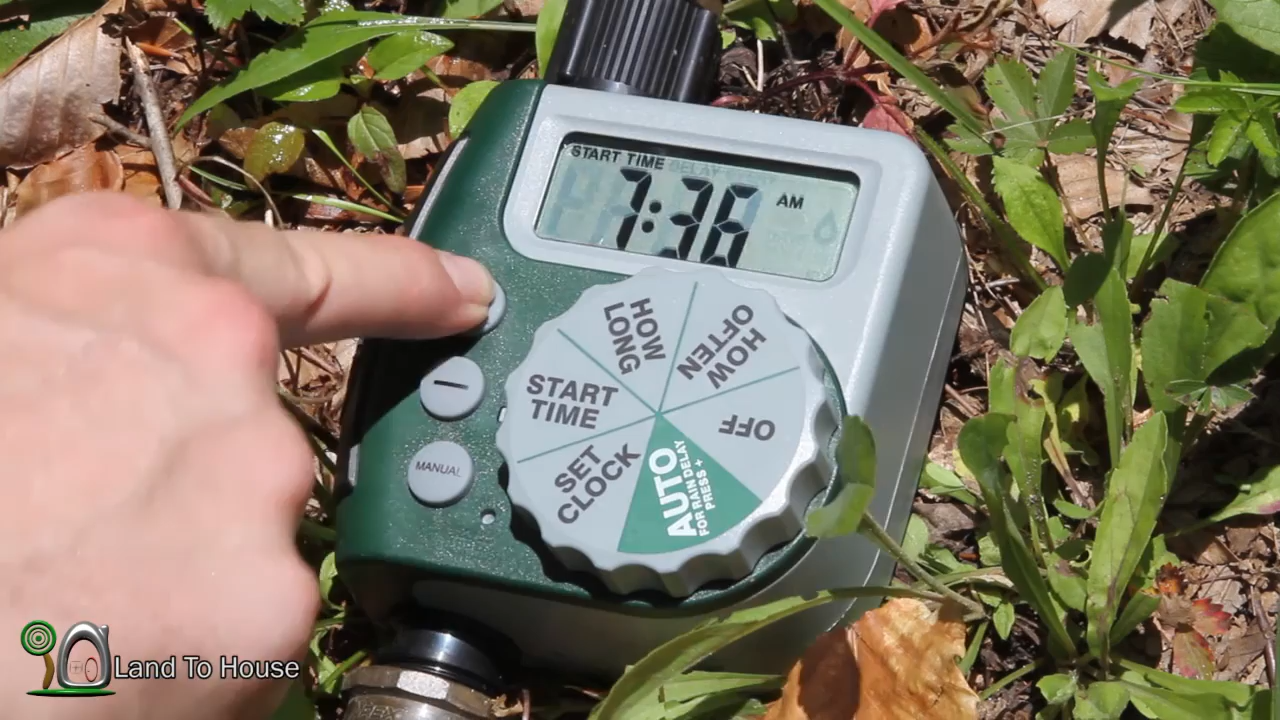 START TIME
7:36 AM
HOW
LONG
HOW
OFTEN
START
TIME
OFF
SET
CLOCK
AUTO
FOR RAIN DELAY
PRESS +
−
MANUAL
LAND TO HOUSE